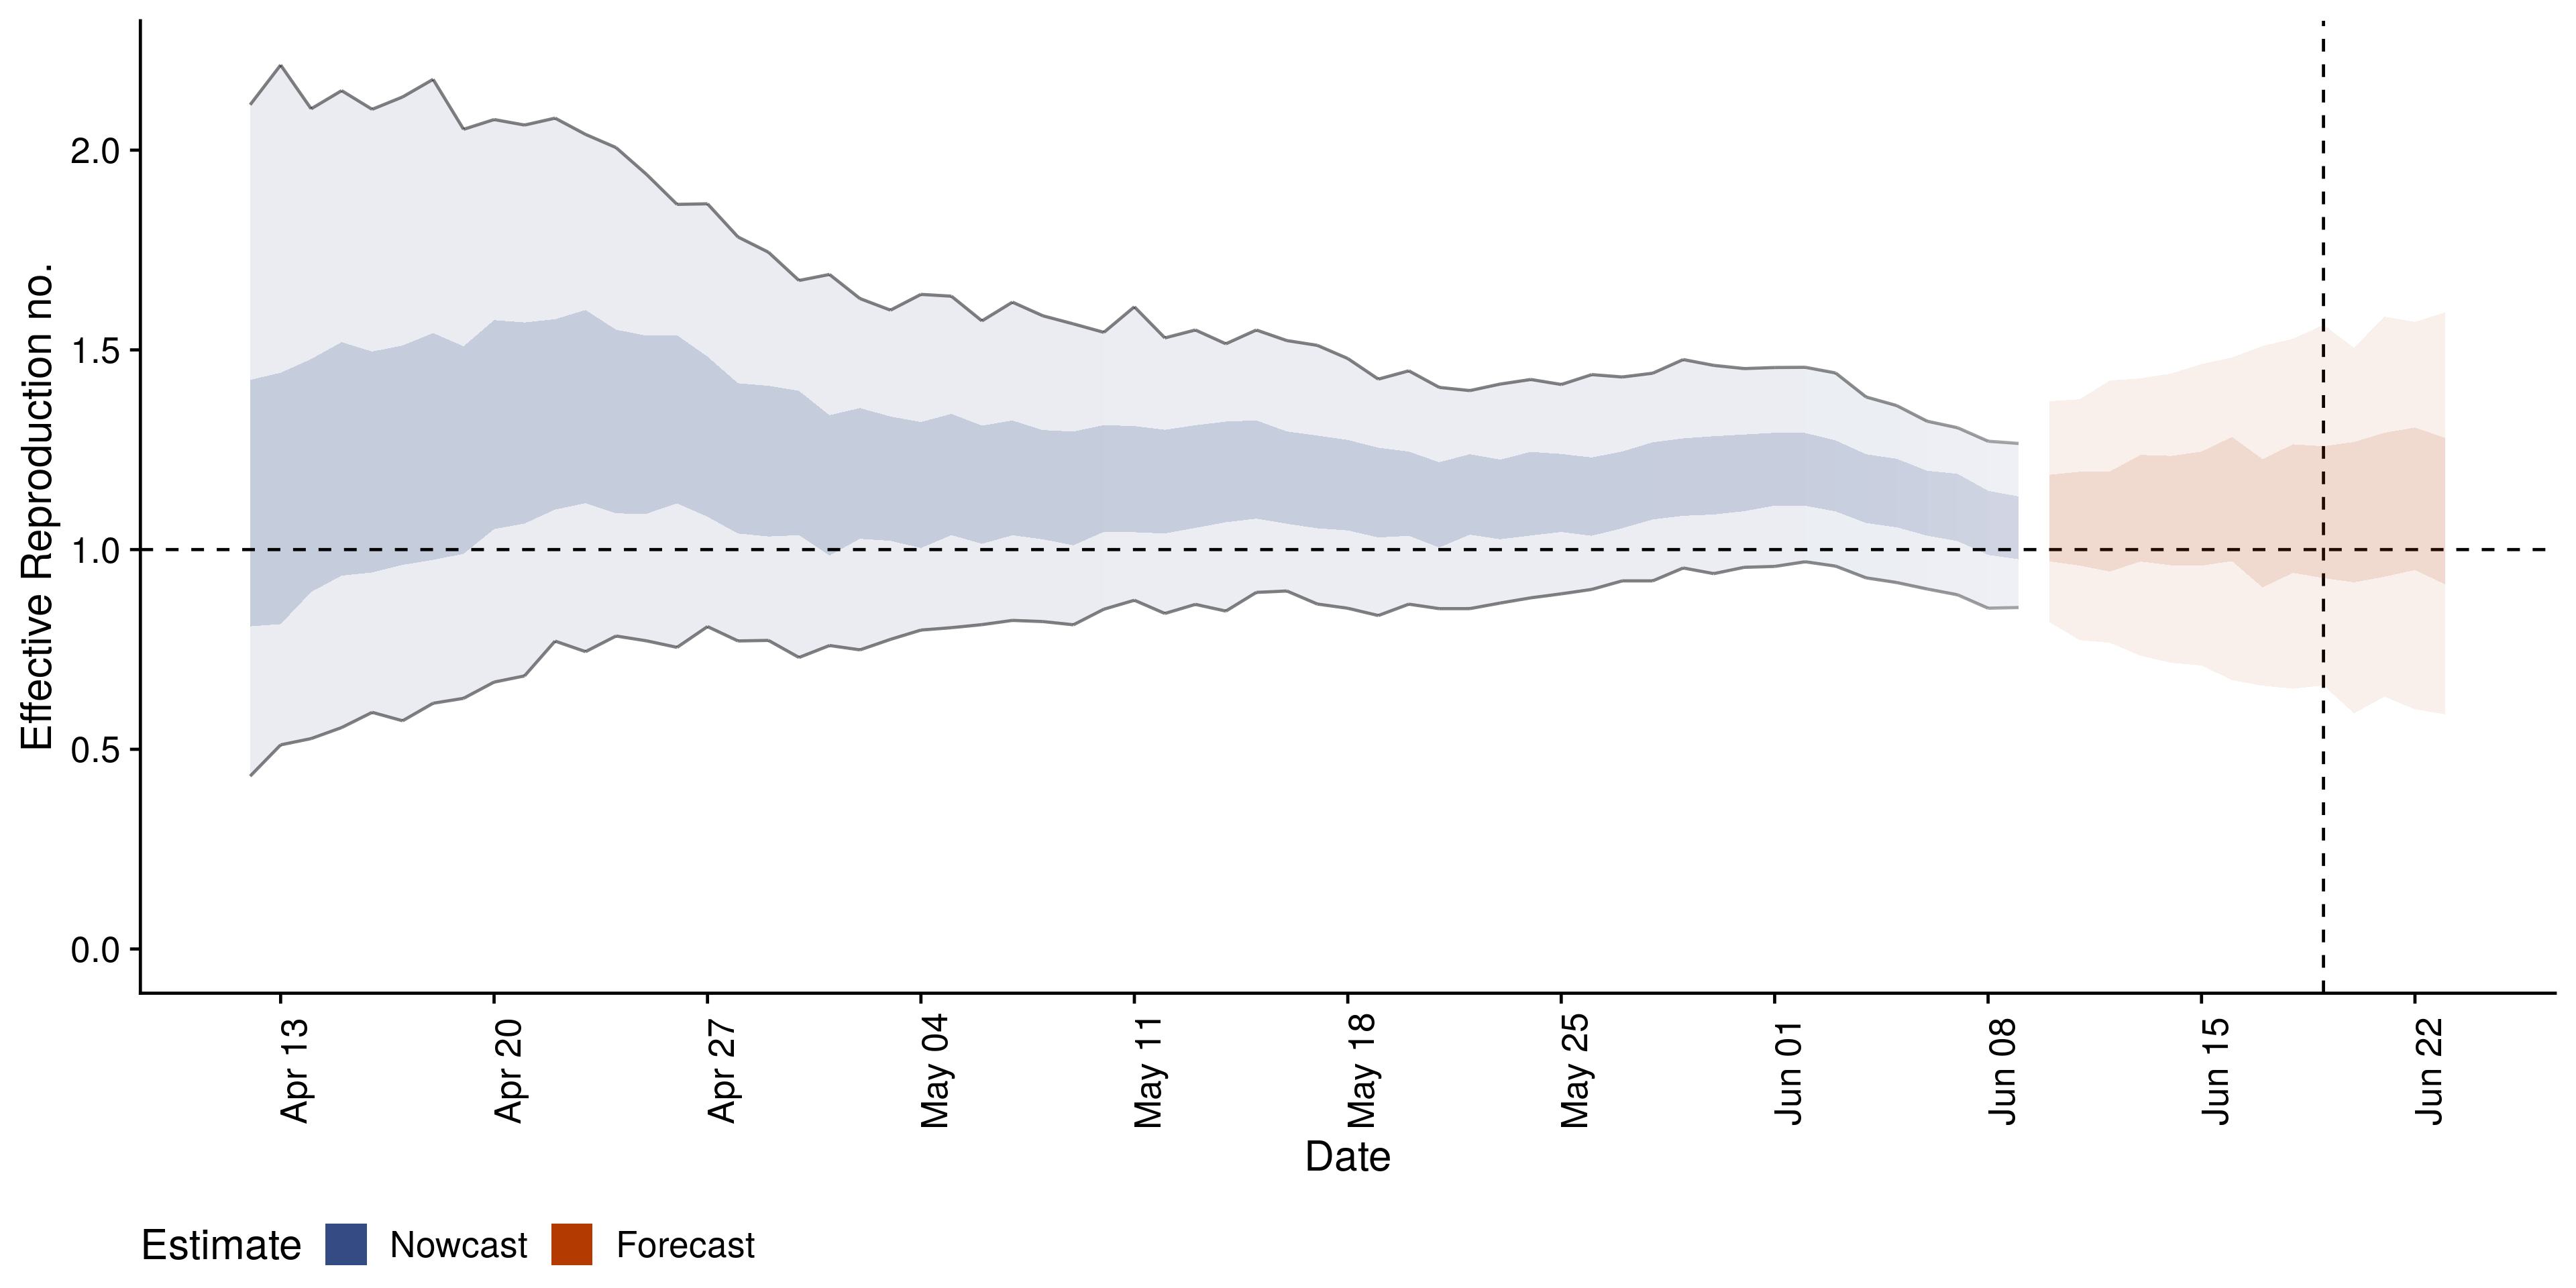 Effective Reproduction no.
2.0
1.5
1.0
0.5
0.0
Apr 13
Apr 20
Apr 27
May 04
May 11
May 18
May 25
Jun 01
Jun 08
Jun 15
Jun 22
Date
Estimate Nowcast Forecast